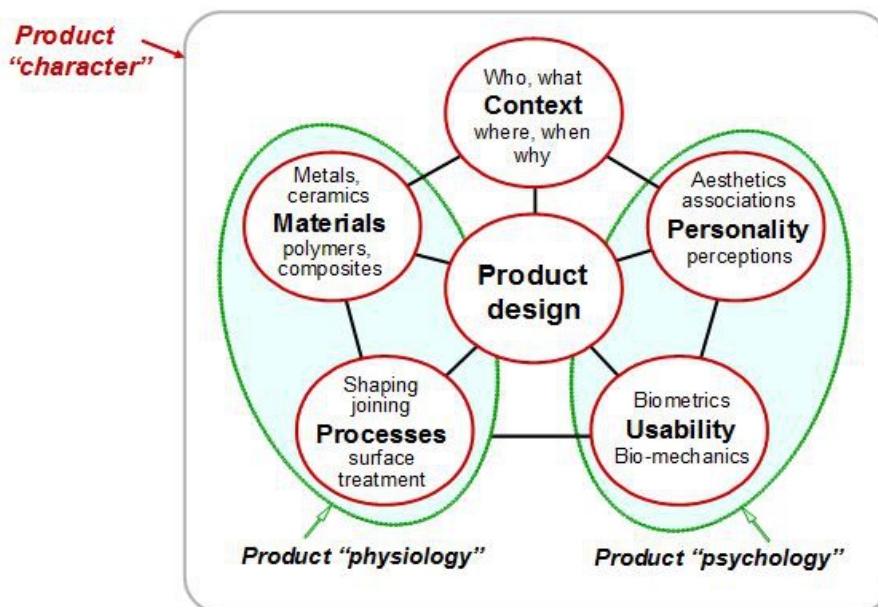 Product
“character”
Who, what
Context
where, when
why
Metals,
ceramics
Materials
polymers,
composites
Aesthetics
associations
Personality
perceptions
Product
design
Shaping
joining
Processes
surface
treatment
Biometrics
Usability
Bio-mechanics
Product “physiology”
Product “psychology”